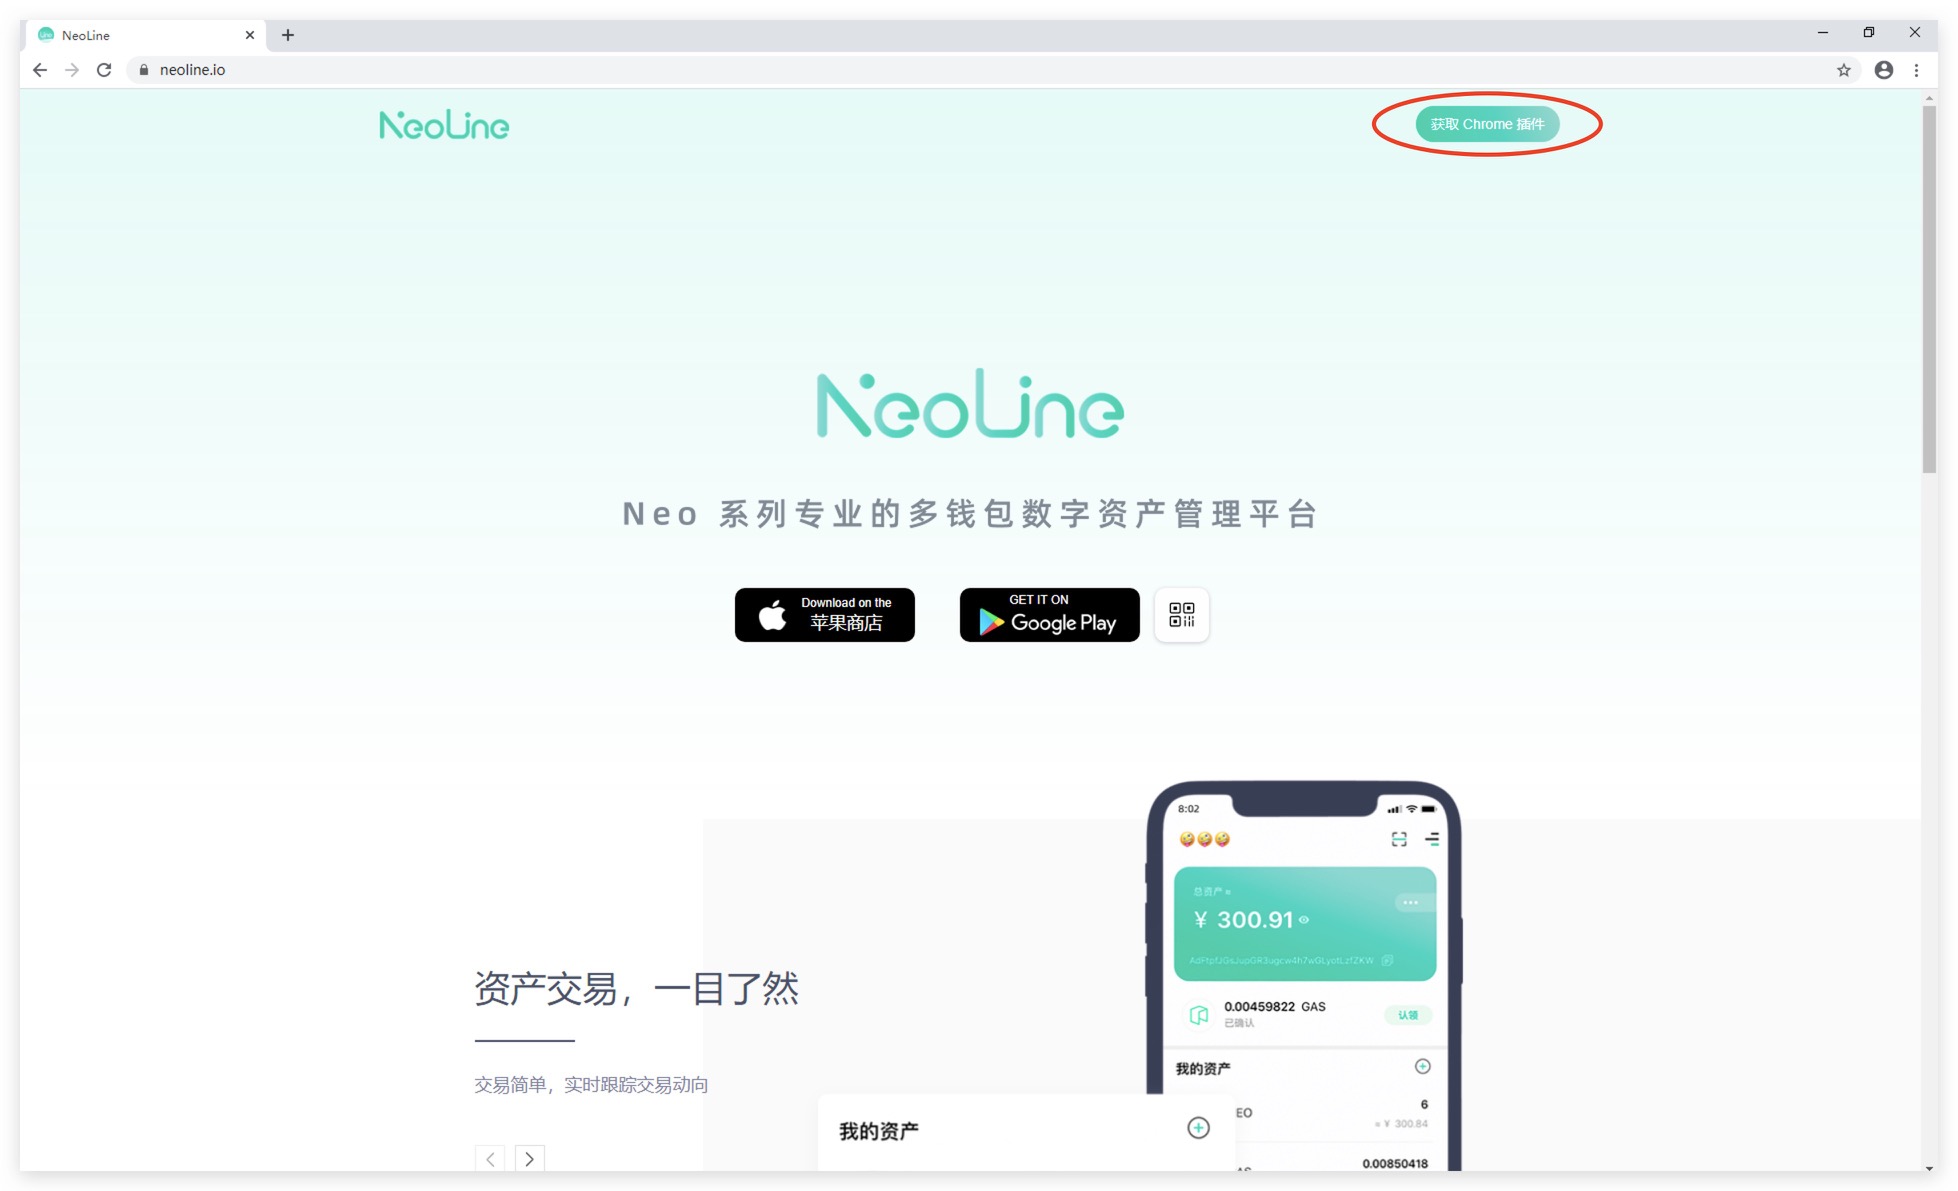 NeoLine
neoline.io
NeoLine
获取 Chrome 插件
NeoLine
Neo 系列专业的多钱包数字资产管理平台
Download on the
苹果商店
GET IT ON
Google Play
8:02
总资产 ≈
¥ 300.91
0.00459822 GAS
已确认
认领
资产交易，一目了然
我的资产
交易简单，实时跟踪交易动向
EO
6
≈ ¥ 300.84
我的资产
0.00850418